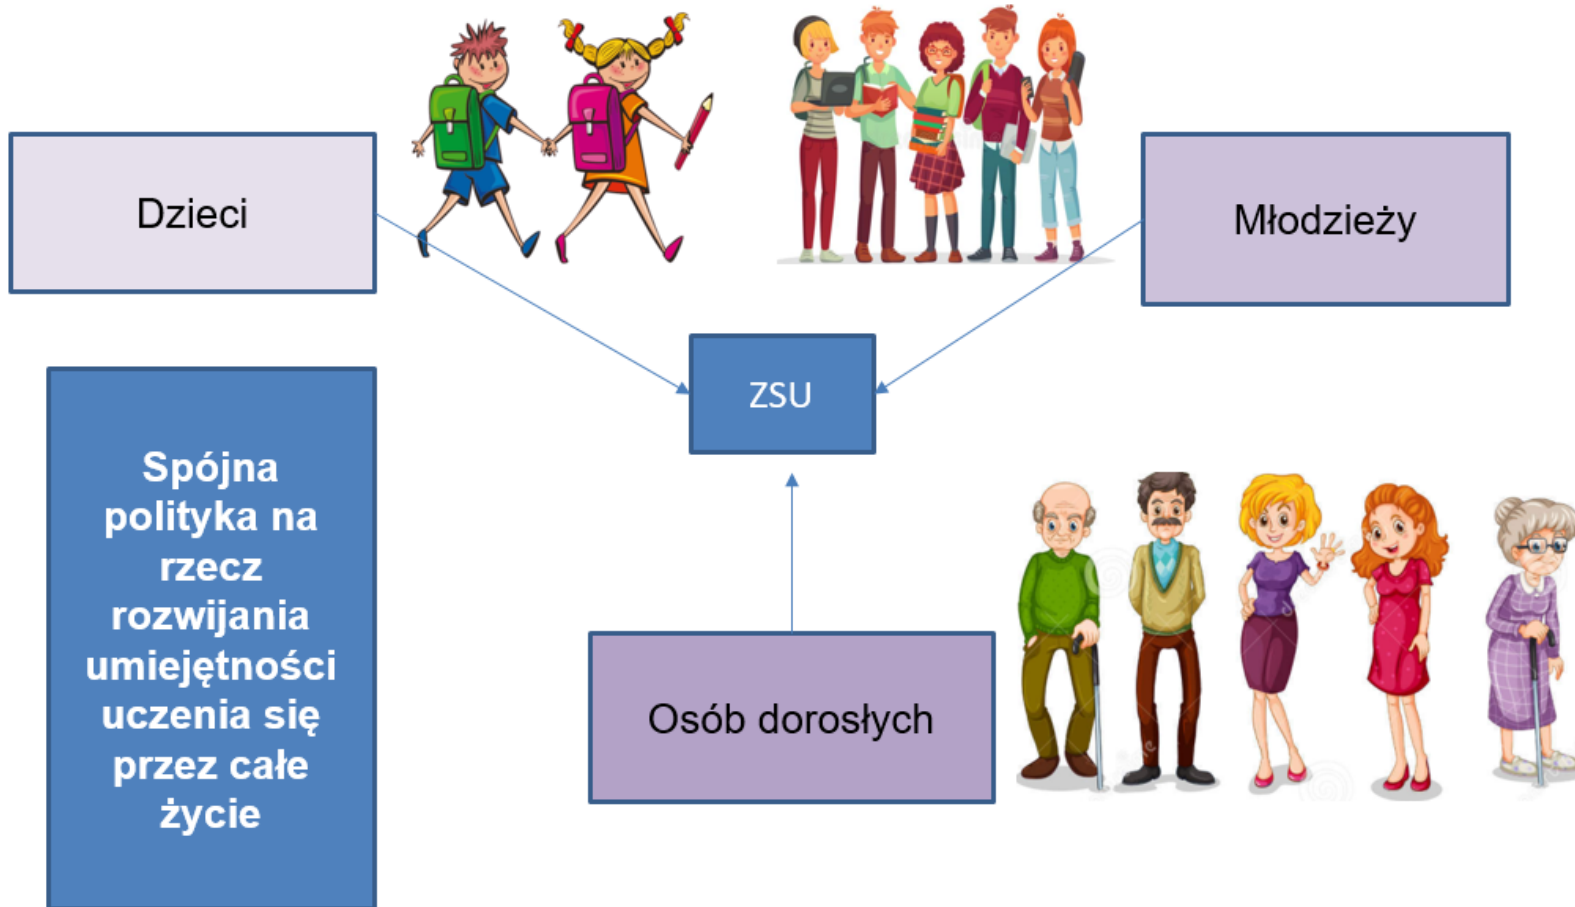 Dzieci
Młodzieży
ZSU
Spójna
polityka na
rzecz
rozwijania
umiejętności
uczenia się
przez całe
życie
Osób dorosłych